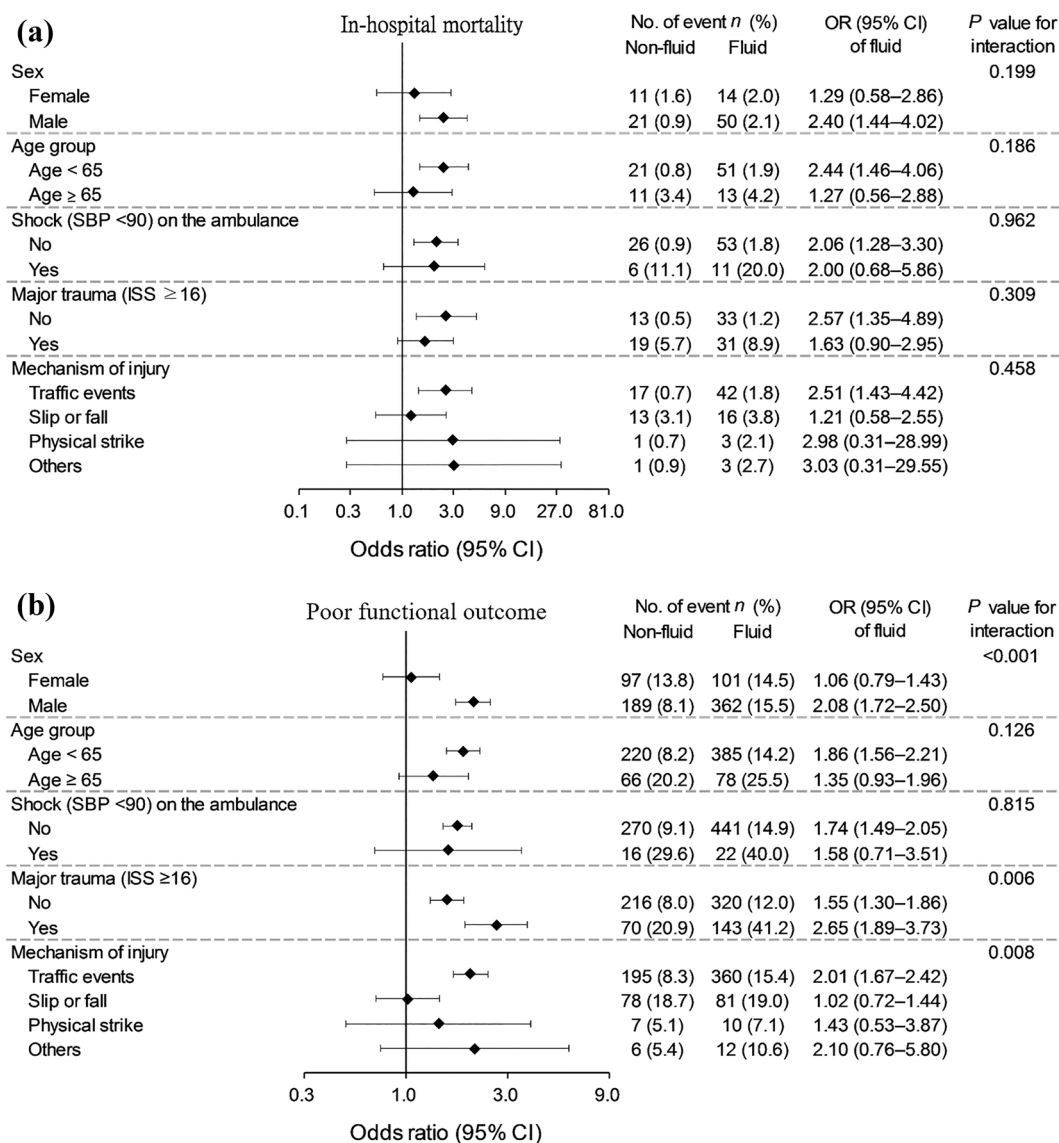 (a)
In-hospital mortality
No. of event n (%) OR (95% CI) P value for
Non-fluid Fluid of fluid interaction
Sex 0.199
Female 11 (1.6) 14 (2.0) 1.29 (0.58–2.86)
Male 21 (0.9) 50 (2.1) 2.40 (1.44–4.02)
Age group 0.186
Age < 65 21 (0.8) 51 (1.9) 2.44 (1.46–4.06)
Age ≥ 65 11 (3.4) 13 (4.2) 1.27 (0.56–2.88)
Shock (SBP <90) on the ambulance 0.962
No 26 (0.9) 53 (1.8) 2.06 (1.28–3.30)
Yes 6 (11.1) 11 (20.0) 2.00 (0.68–5.86)
Major trauma (ISS ≥ 16) 0.309
No 13 (0.5) 33 (1.2) 2.57 (1.35–4.89)
Yes 19 (5.7) 31 (8.9) 1.63 (0.90–2.95)
Mechanism of injury 0.458
Traffic events 17 (0.7) 42 (1.8) 2.51 (1.43–4.42)
Slip or fall 13 (3.1) 16 (3.8) 1.21 (0.58–2.55)
Physical strike 1 (0.7) 3 (2.1) 2.98 (0.31–28.99)
Others 1 (0.9) 3 (2.7) 3.03 (0.31–29.55)
0.1 0.3 1.0 3.0 9.0 27.0 81.0
Odds ratio (95% CI)
(b)
Poor functional outcome
No. of event n (%) OR (95% CI) P value for
Non-fluid Fluid of fluid interaction
Sex <0.001
Female 97 (13.8) 101 (14.5) 1.06 (0.79–1.43)
Male 189 (8.1) 362 (15.5) 2.08 (1.72–2.50)
Age group 0.126
Age < 65 220 (8.2) 385 (14.2) 1.86 (1.56–2.21)
Age ≥ 65 66 (20.2) 78 (25.5) 1.35 (0.93–1.96)
Shock (SBP <90) on the ambulance 0.815
No 270 (9.1) 441 (14.9) 1.74 (1.49–2.05)
Yes 16 (29.6) 22 (40.0) 1.58 (0.71–3.51)
Major trauma (ISS ≥16) 0.006
No 216 (8.0) 320 (12.0) 1.55 (1.30–1.86)
Yes 70 (20.9) 143 (41.2) 2.65 (1.89–3.73)
Mechanism of injury 0.008
Traffic events 195 (8.3) 360 (15.4) 2.01 (1.67–2.42)
Slip or fall 78 (18.7) 81 (19.0) 1.02 (0.72–1.44)
Physical strike 7 (5.1) 10 (7.1) 1.43 (0.53–3.87)
Others 6 (5.4) 12 (10.6) 2.10 (0.76–5.80)
0.3 1.0 3.0 9.0
Odds ratio (95% CI)